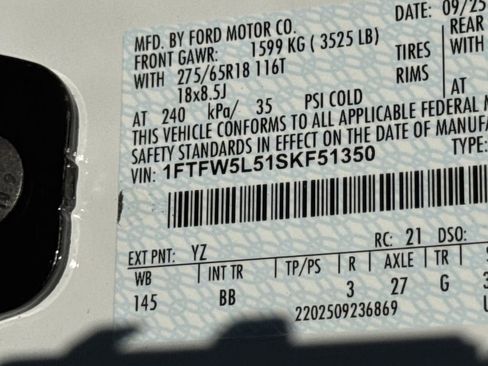 MFD. BY FORD MOTOR CO. DATE: 09/25
FRONT GAWR: 1599 KG ( 3525 LB) REAR
WITH 275/65R18 116T TIRES WITH
18x8.5J RIMS
AT 240 kPa/ 35 PSI COLD AT
THIS VEHICLE CONFORMS TO ALL APPLICABLE FEDERAL M
SAFETY STANDARDS IN EFFECT ON THE DATE OF MANUFA
VIN: 1FTFW5L51SKF51350 TYPE:
EXT PNT: YZ RC: 21 DSO:
WB INT TR TP/PS R AXLE TR S
145 BB 3 27 G 3
2202509236869 U